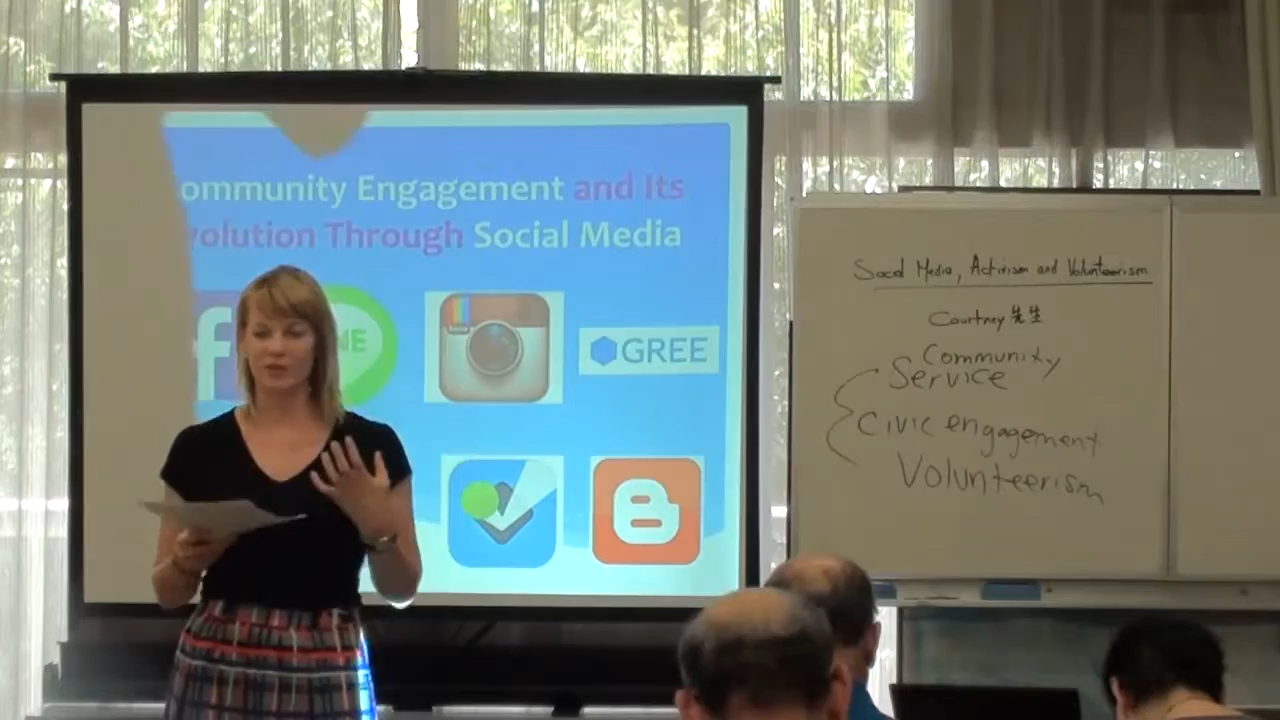 ommunity Engagement and Its
volution Through Social Media
f
NE
GREE
B
Social Media, Activism and Volunteerism
Courtney 先生
Community
Service
Civic engagement
Volunteerism